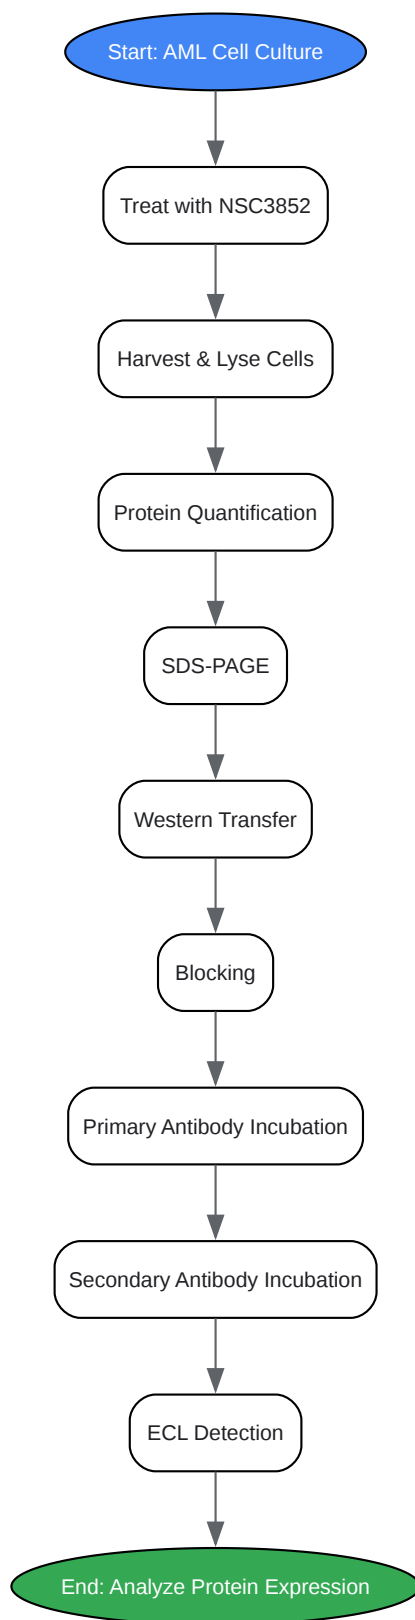 Start: AML Cell Culture
Treat with NSC3852
Harvest & Lyse Cells
Protein Quantification
SDS-PAGE
Western Transfer
Blocking
Primary Antibody Incubation
Secondary Antibody Incubation
ECL Detection
End: Analyze Protein Expression